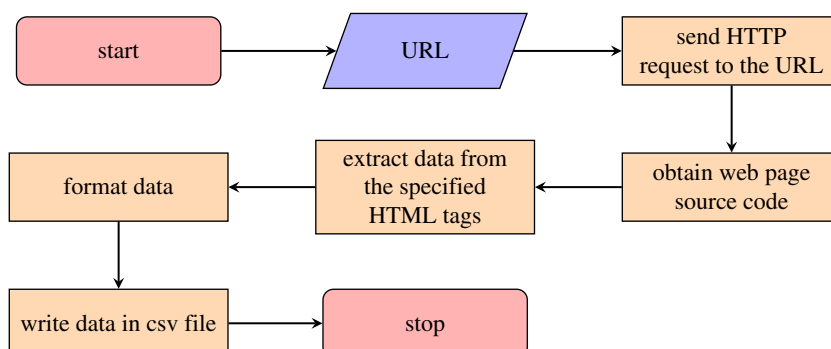 start
URL
send HTTP
request to the URL
obtain web page
source code
extract data from
the specified
HTML tags
format data
write data in csv file
stop